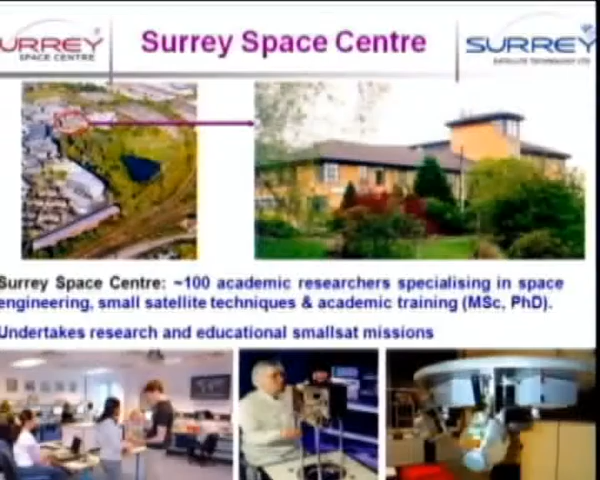 SURREY
SPACE CENTRE
Surrey Space Centre
SURREY
SATELLITE TECHNOLOGY LTD
Surrey Space Centre: ~100 academic researchers specialising in space
engineering, small satellite techniques & academic training (MSc, PhD).
Undertakes research and educational smallsat missions